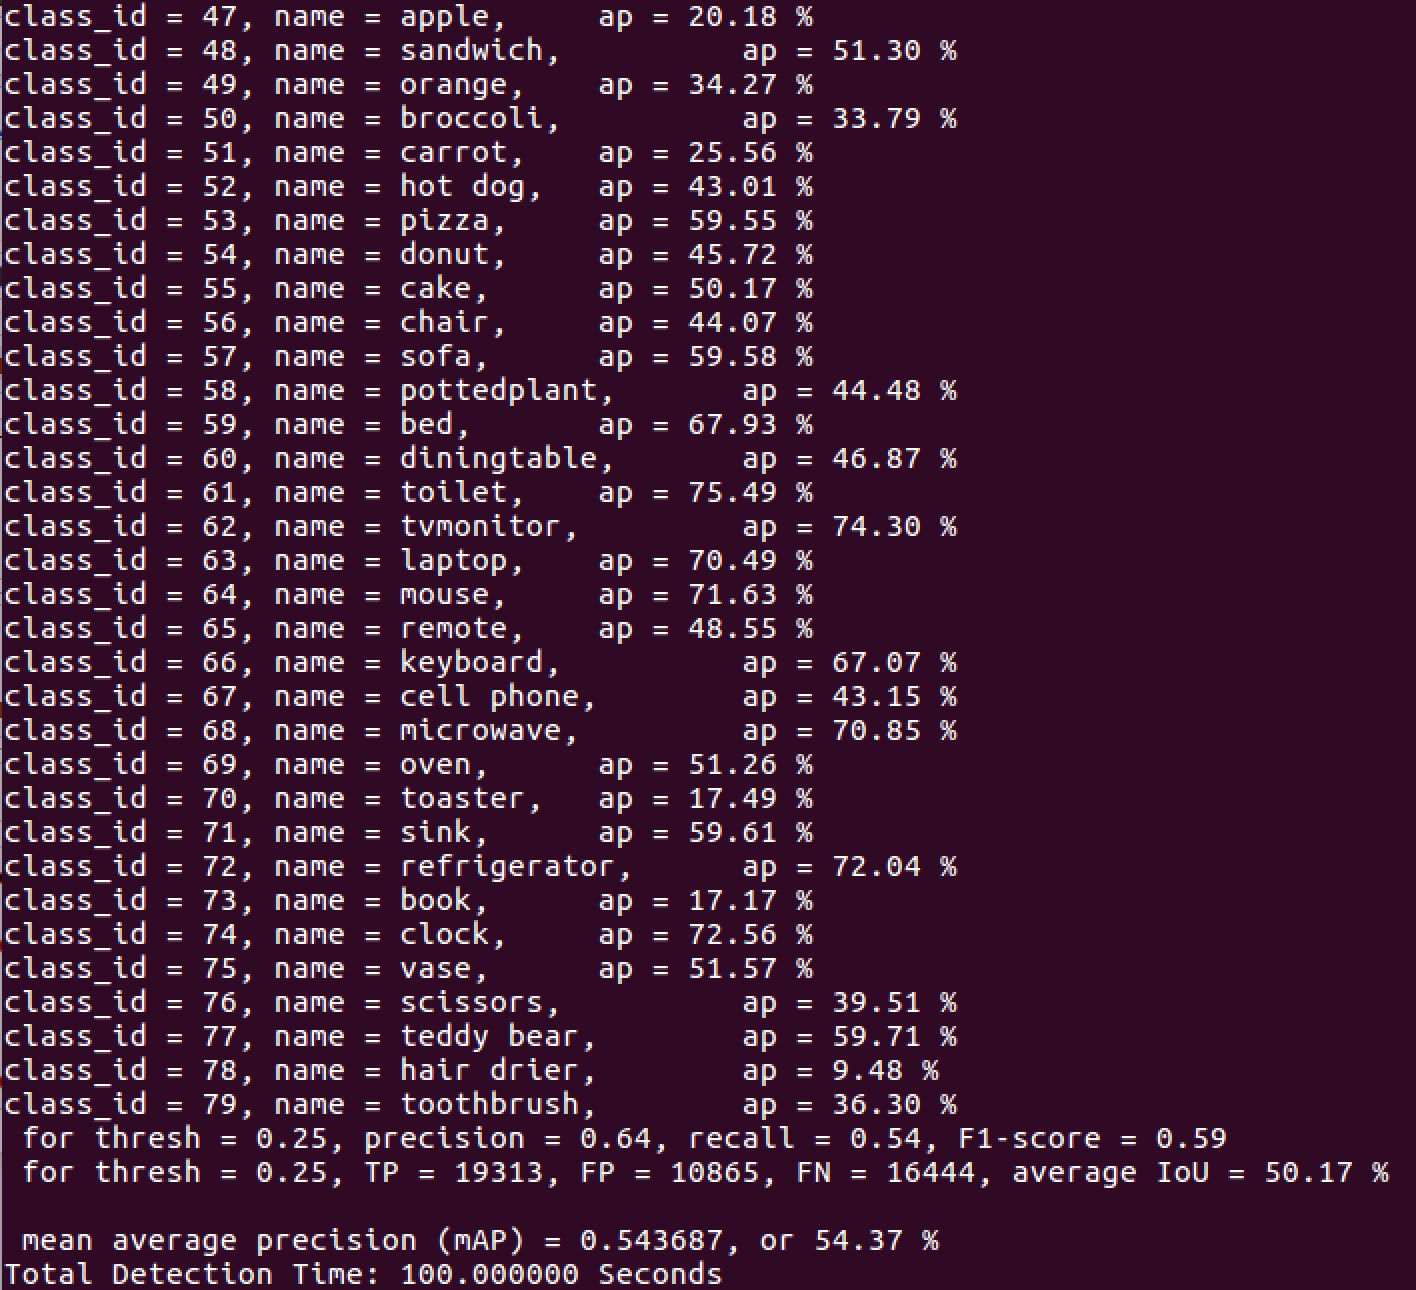 class_id = 47, name = apple, ap = 20.18 %
class_id = 48, name = sandwich, ap = 51.30 %
class_id = 49, name = orange, ap = 34.27 %
class_id = 50, name = broccoli, ap = 33.79 %
class_id = 51, name = carrot, ap = 25.56 %
class_id = 52, name = hot dog, ap = 43.01 %
class_id = 53, name = pizza, ap = 59.55 %
class_id = 54, name = donut, ap = 45.72 %
class_id = 55, name = cake, ap = 50.17 %
class_id = 56, name = chair, ap = 44.07 %
class_id = 57, name = sofa, ap = 59.58 %
class_id = 58, name = pottedplant, ap = 44.48 %
class_id = 59, name = bed, ap = 67.93 %
class_id = 60, name = diningtable, ap = 46.87 %
class_id = 61, name = toilet, ap = 75.49 %
class_id = 62, name = tvmonitor, ap = 74.30 %
class_id = 63, name = laptop, ap = 70.49 %
class_id = 64, name = mouse, ap = 71.63 %
class_id = 65, name = remote, ap = 48.55 %
class_id = 66, name = keyboard, ap = 67.07 %
class_id = 67, name = cell phone, ap = 43.15 %
class_id = 68, name = microwave, ap = 70.85 %
class_id = 69, name = oven, ap = 51.26 %
class_id = 70, name = toaster, ap = 17.49 %
class_id = 71, name = sink, ap = 59.61 %
class_id = 72, name = refrigerator, ap = 72.04 %
class_id = 73, name = book, ap = 17.17 %
class_id = 74, name = clock, ap = 72.56 %
class_id = 75, name = vase, ap = 51.57 %
class_id = 76, name = scissors, ap = 39.51 %
class_id = 77, name = teddy bear, ap = 59.71 %
class_id = 78, name = hair drier, ap = 9.48 %
class_id = 79, name = toothbrush, ap = 36.30 %
for thresh = 0.25, precision = 0.64, recall = 0.54, F1-score = 0.59
for thresh = 0.25, TP = 19313, FP = 10865, FN = 16444, average IoU = 50.17 %
mean average precision (mAP) = 0.543687, or 54.37 %
Total Detection Time: 100.000000 Seconds